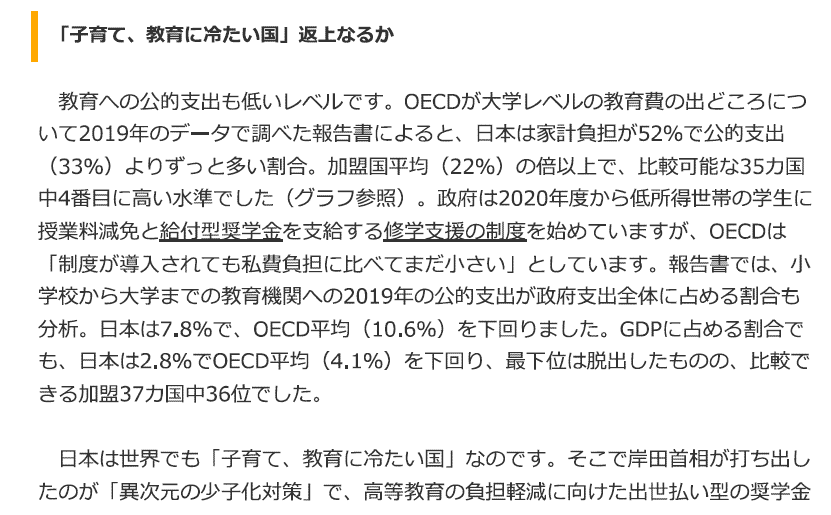 「子育て、教育に冷たい国」返上なるか
教育への公的支出も低いレベルです。OECDが大学レベルの教育費の出どころにつ
いて2019年のデータで調べた報告書によると、日本は家計負担が52%で公的支出
（33%）よりずっと多い割合。加盟国平均（22%）の倍以上で、比較可能な35カ国
中4番目に高い水準でした（グラフ参照）。政府は2020年度から低所得世帯の学生に
授業料減免と給付型奨学金を支給する修学支援の制度を始めていますが、OECDは
「制度が導入されても私費負担に比べてまだ小さい」としています。報告書では、小
学校から大学までの教育機関への2019年の公的支出が政府支出全体に占める割合も
分析。日本は7.8%で、OECD平均（10.6%）を下回りました。GDPに占める割合で
も、日本は2.8%でOECD平均（4.1%）を下回り、最下位は脱出したものの、比較で
きる加盟37カ国中36位でした。
日本は世界でも「子育て、教育に冷たい国」なのです。そこで岸田首相が打ち出し
たのが「異次元の少子化対策」で、高等教育の負担軽減に向けた出世払い型の奨学金